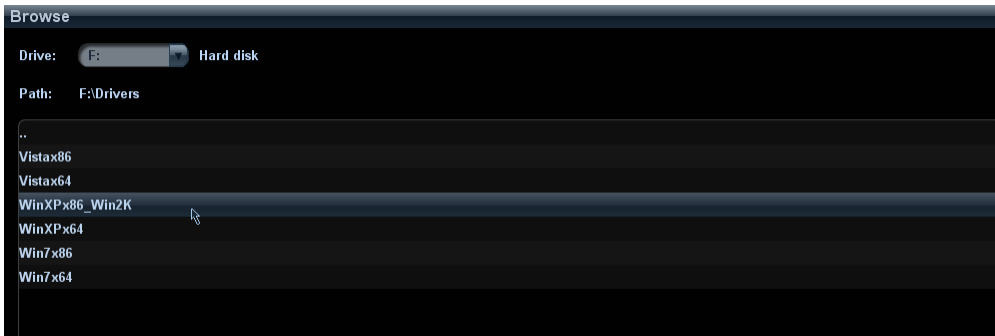 Browse
Drive: F: Hard disk
Path: F:\Drivers
..
Vistax86
Vistax64
WinXPx86_Win2K
WinXPx64
Win7x86
Win7x64